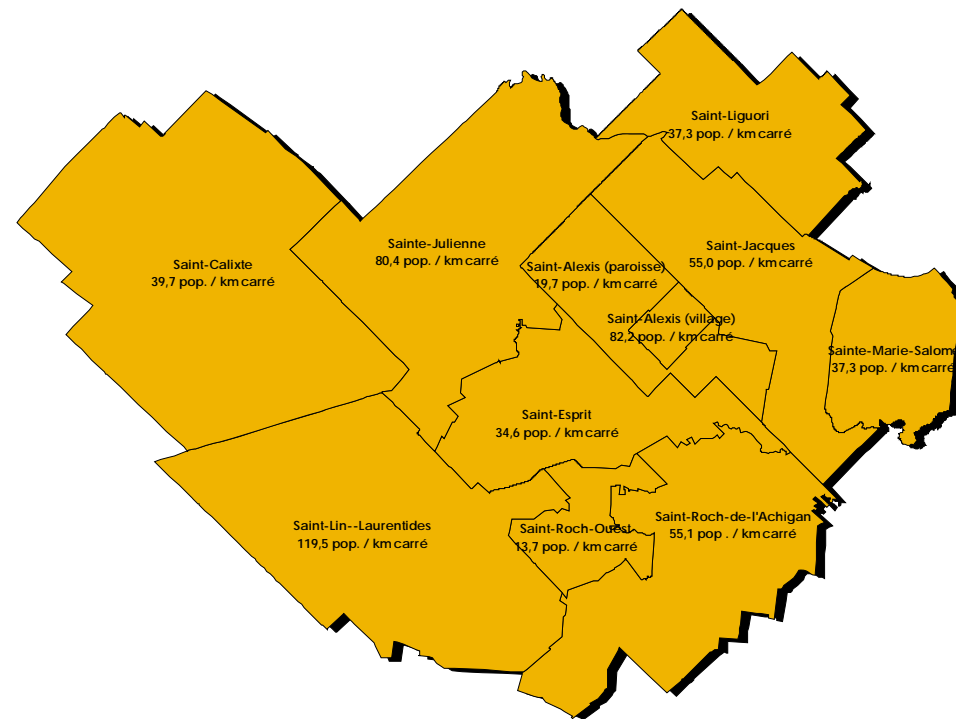 Saint-Liguori
37,3 pop. / km carré
Sainte-Julienne
80,4 pop. / km carré
Saint-Jacques
55,0 pop. / km carré
Saint-Calixte
39,7 pop. / km carré
Saint-Alexis (paroisse)
19,7 pop. / km carré
Saint-Alexis (village)
82,2 pop. / km carré
Sainte-Marie-Salomé
37,3 pop. / km carré
Saint-Esprit
34,6 pop. / km carré
Saint-Lin--Laurentides
119,5 pop. / km carré
Saint-Roch-Ouest
13,7 pop. / km carré
Saint-Roch-de-l'Achigan
55,1 pop . / km carré